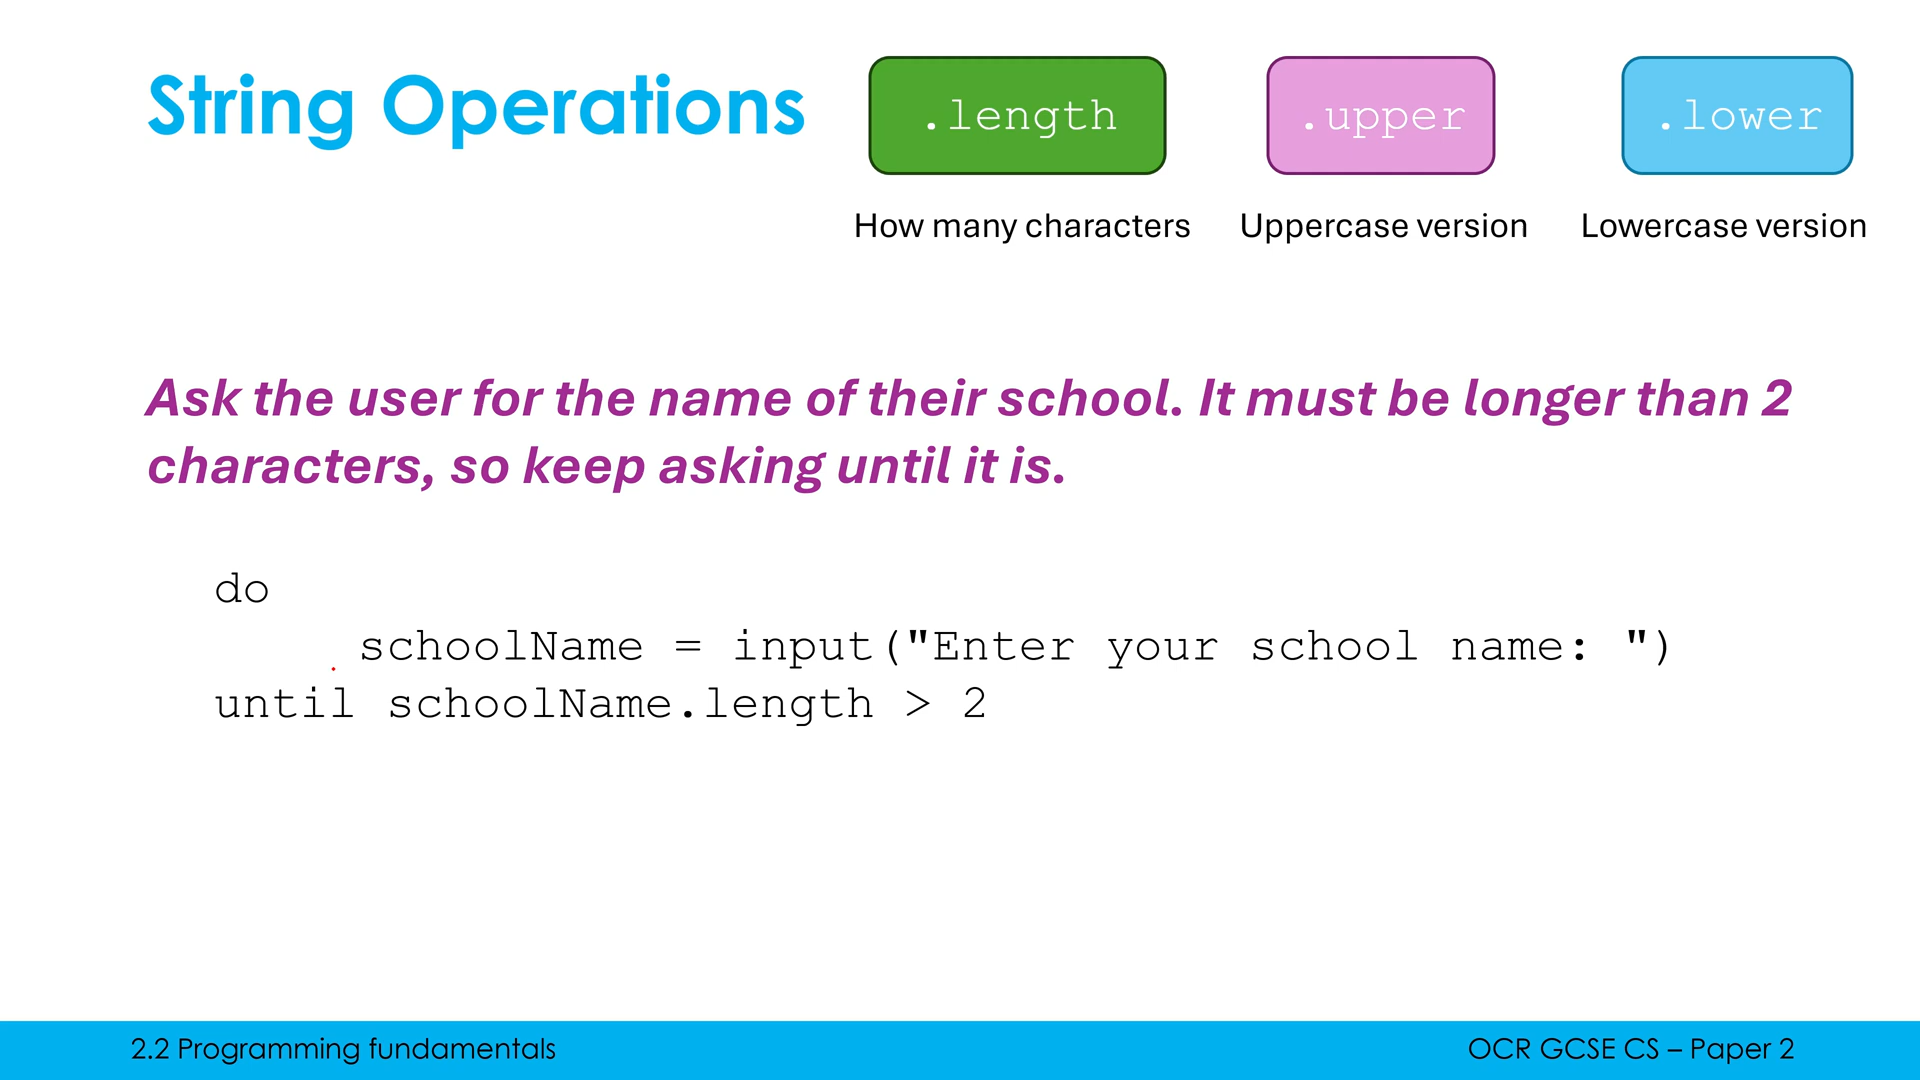 String Operations
.length
.upper
.lower
How many characters
Uppercase version
Lowercase version
Ask the user for the name of their school. It must be longer than 2
characters, so keep asking until it is.
do
schoolName = input("Enter your school name: ")
until schoolName.length > 2
2.2 Programming fundamentals
OCR GCSE CS – Paper 2